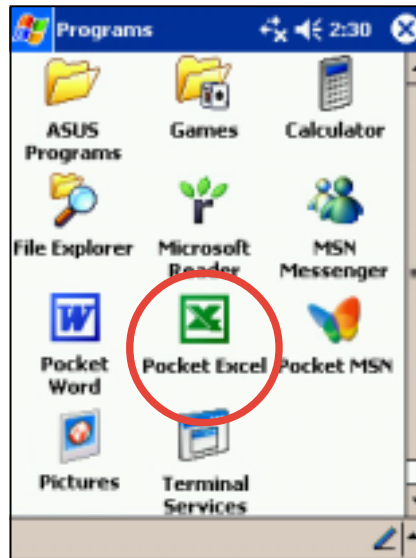 Programs 2:30
ASUS
Programs
Games
Calculator
File Explorer
Microsoft
Reader
MSN
Messenger
Pocket
Word
Pocket Excel
Pocket MSN
Pictures
Terminal
Services